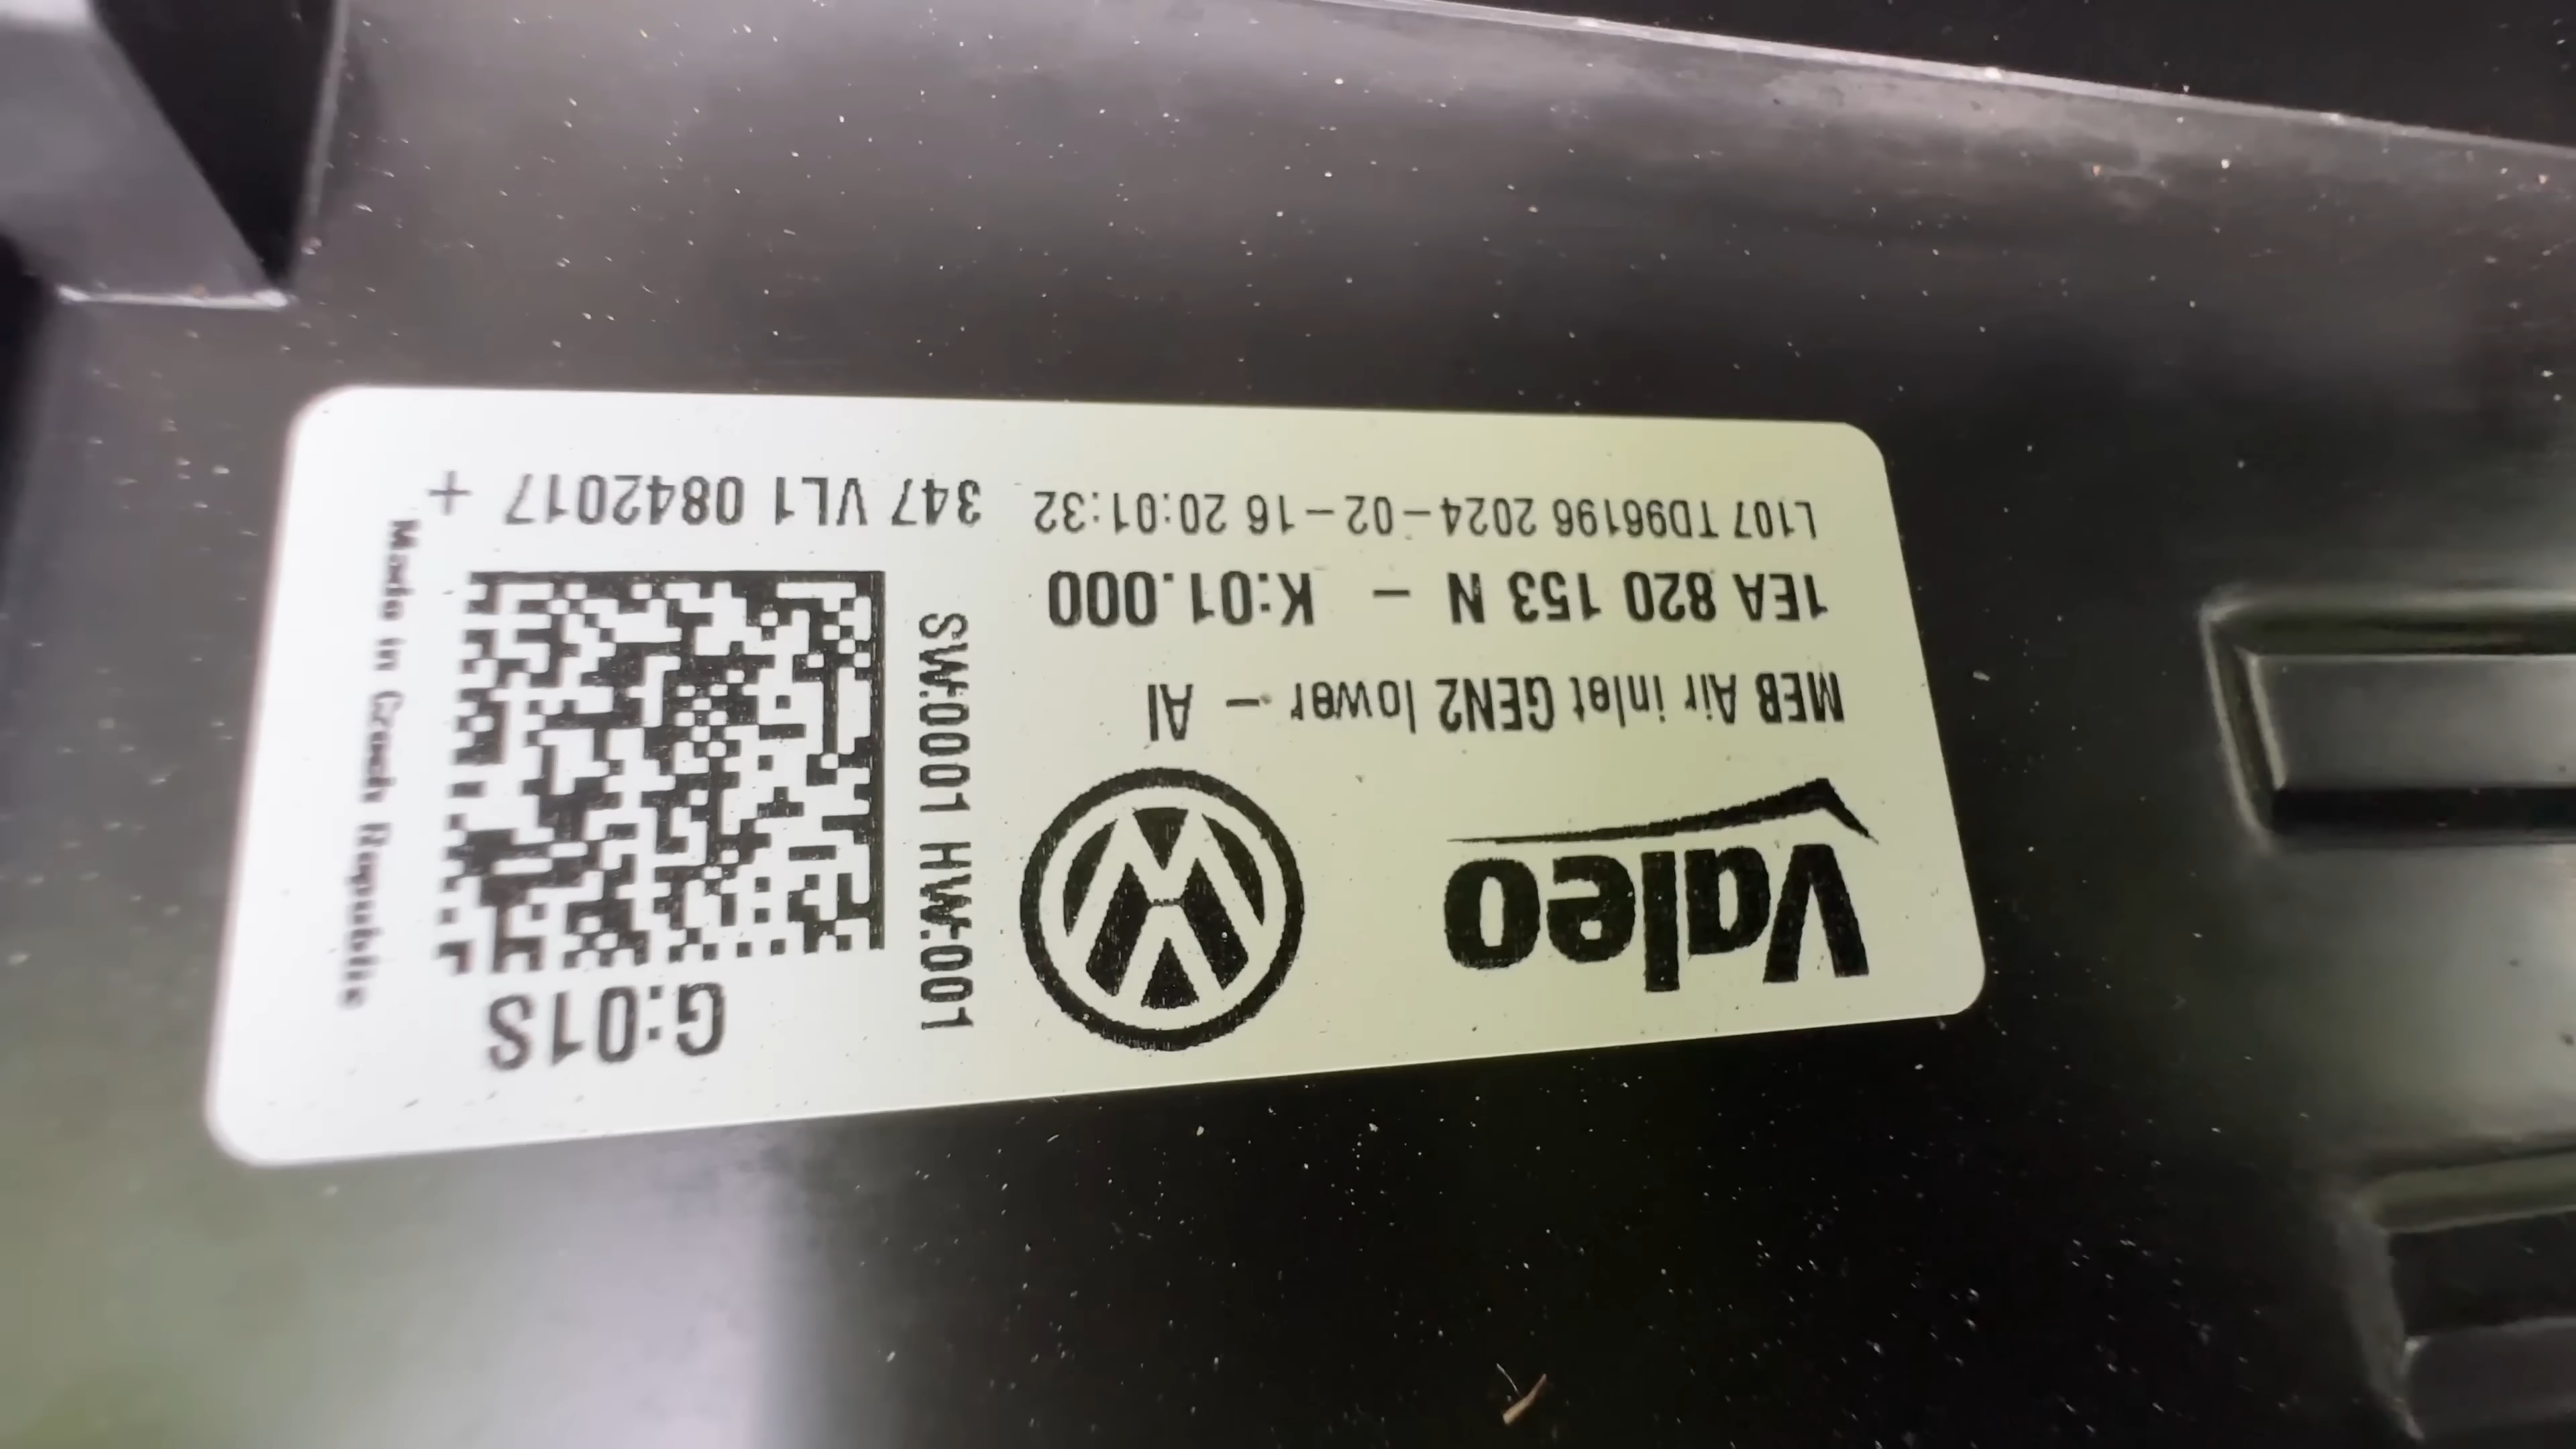 Valeo
MEB Air inlet GEN2 lower - AI
1EA 820 153 N - K:01.000
L107 TD96196 2024-02-16 20:01:32
SW:0001 HW:001
G:01S
347 VL1 0842017 +
Made in Czech Republic